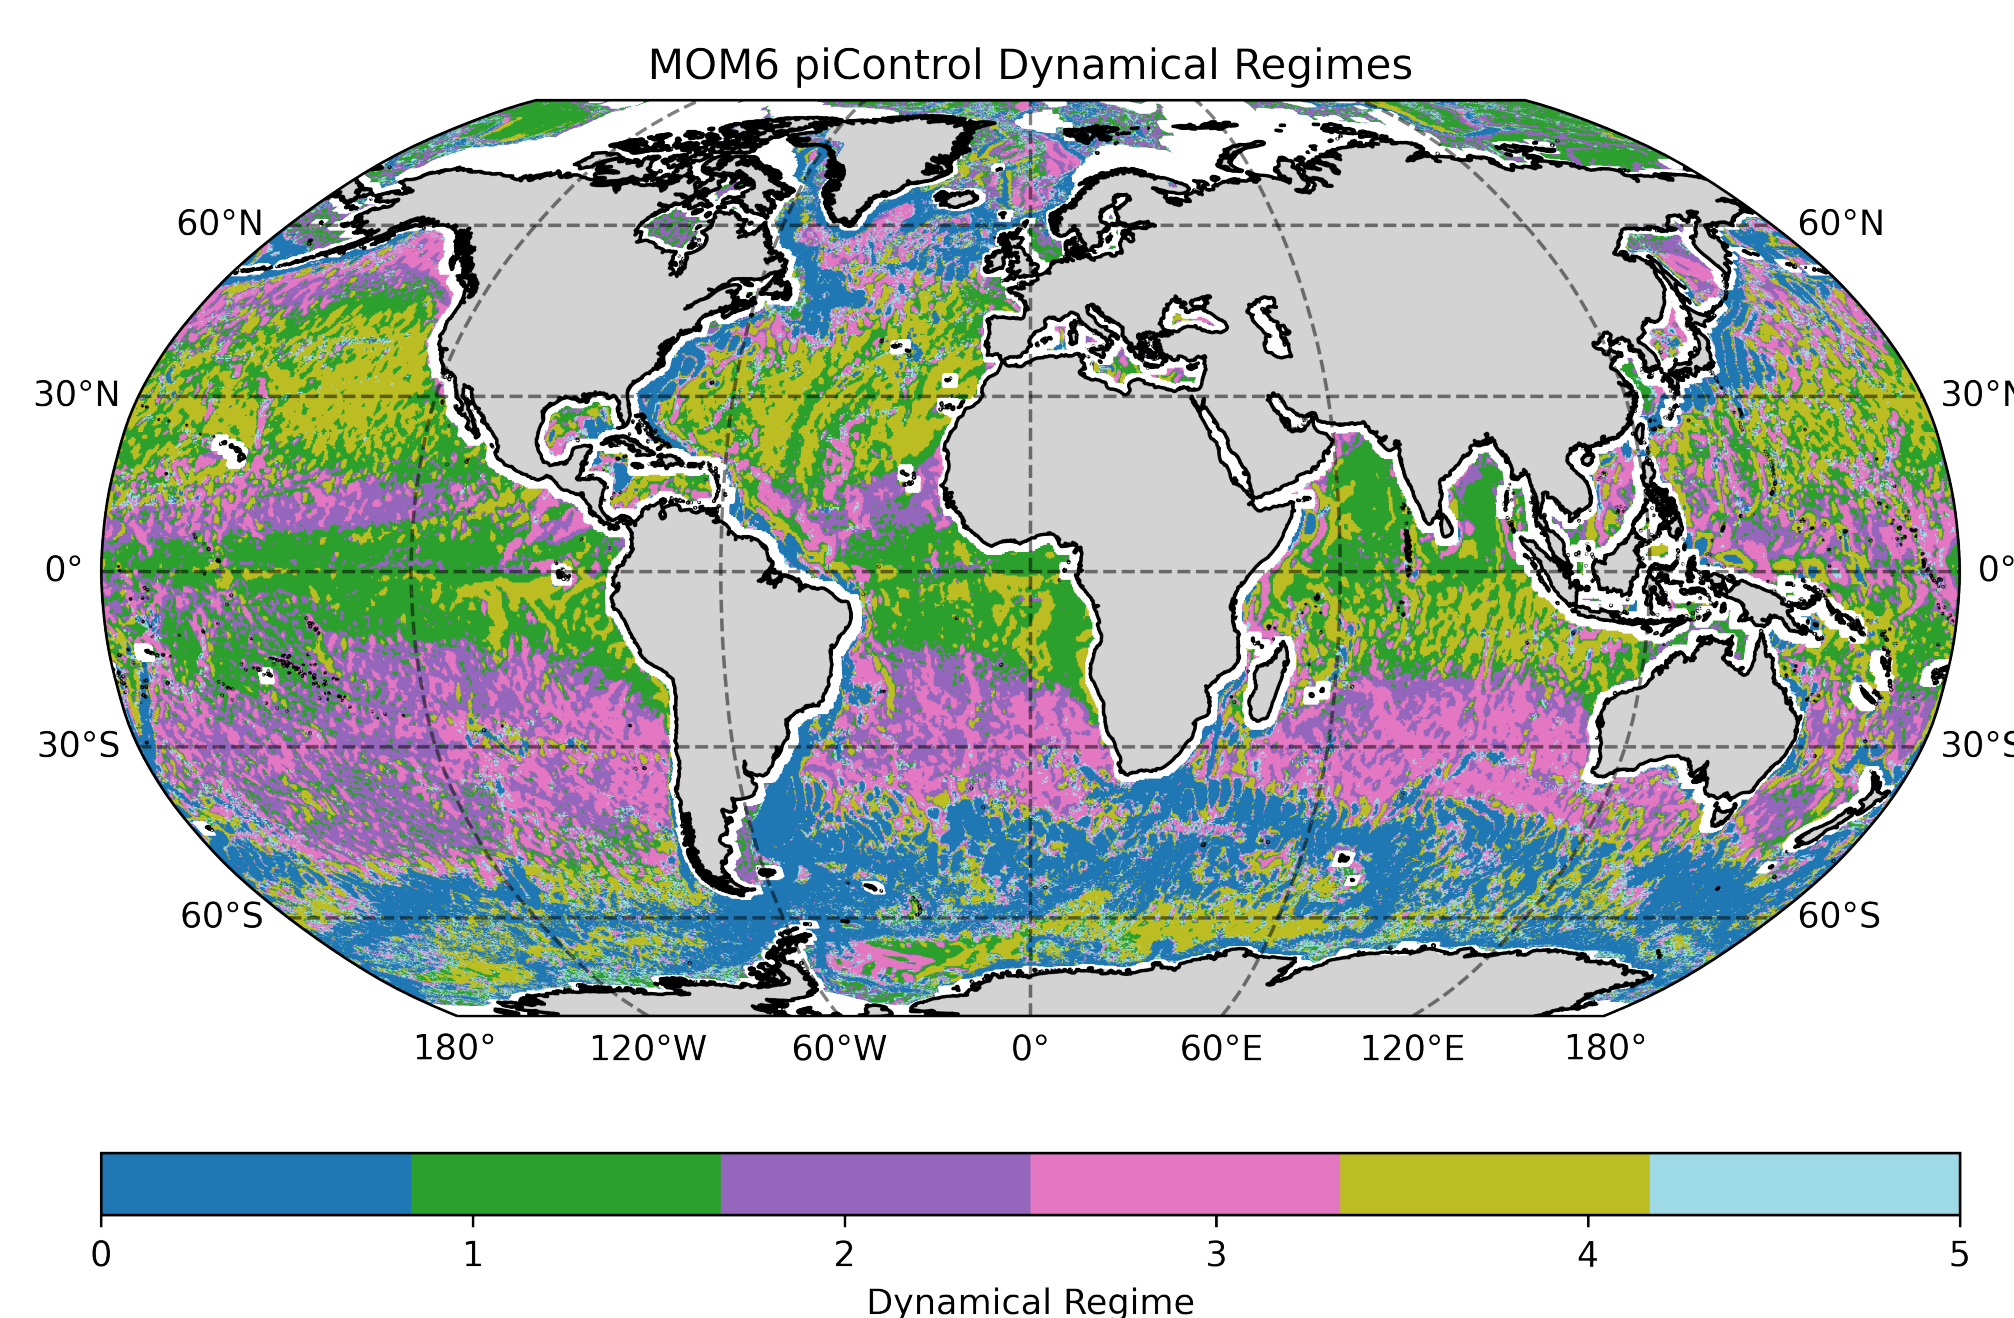 MOM6 piControl Dynamical Regimes
60°N 60°N
30°N 30°N
0° 0°
30°S 30°S
60°S 60°S
180° 120°W 60°W 0° 60°E 120°E 180°
0 1 2 3 4 5
Dynamical Regime